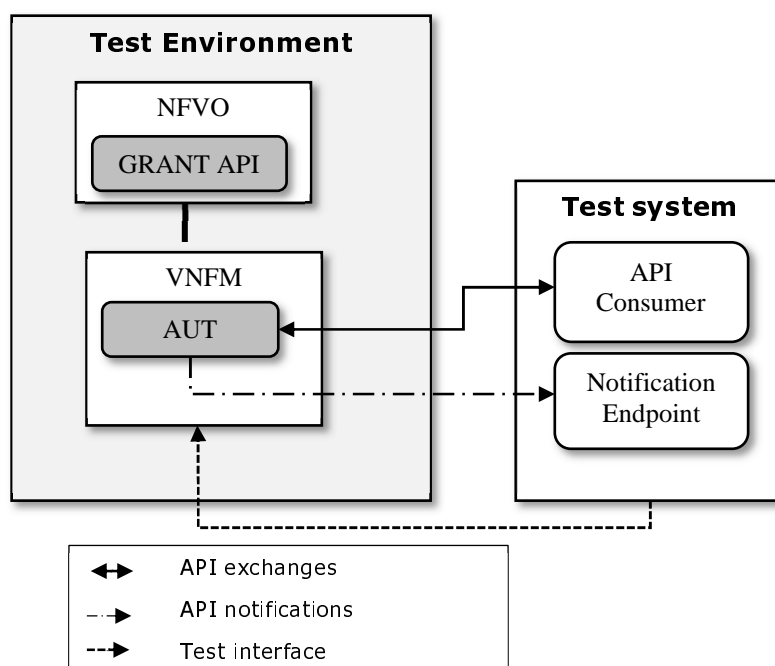 Test Environment
NFVO
GRANT API
VNFM
AUT
Test system
API
Consumer
Notification
Endpoint
API exchanges
API notifications
Test interface